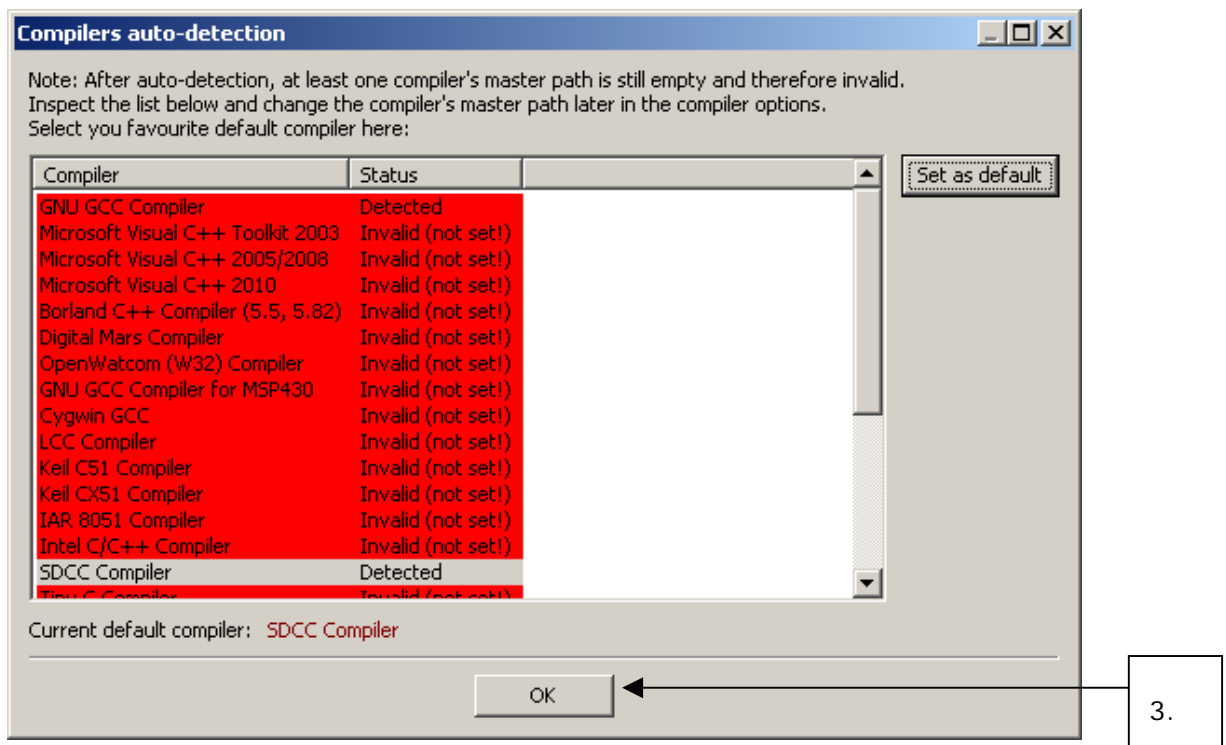 Compilers auto-detection
Note: After auto-detection, at least one compiler's master path is still empty and therefore invalid.
Inspect the list below and change the compiler's master path later in the compiler options.
Select you favourite default compiler here:
Compiler Status
Set as default
GNU GCC Compiler Detected
Microsoft Visual C++ Toolkit 2003 Invalid (not set!)
Microsoft Visual C++ 2005/2008 Invalid (not set!)
Microsoft Visual C++ 2010 Invalid (not set!)
Borland C++ Compiler (5.5, 5.82) Invalid (not set!)
Digital Mars Compiler Invalid (not set!)
OpenWatcom (W32) Compiler Invalid (not set!)
GNU GCC Compiler for MSP430 Invalid (not set!)
Cygwin GCC Invalid (not set!)
LCC Compiler Invalid (not set!)
Keil C51 Compiler Invalid (not set!)
Keil CX51 Compiler Invalid (not set!)
IAR 8051 Compiler Invalid (not set!)
Intel C/C++ Compiler Invalid (not set!)
SDCC Compiler Detected
Tiny C Compiler Invalid (not set!)
Current default compiler: SDCC Compiler
OK
3.